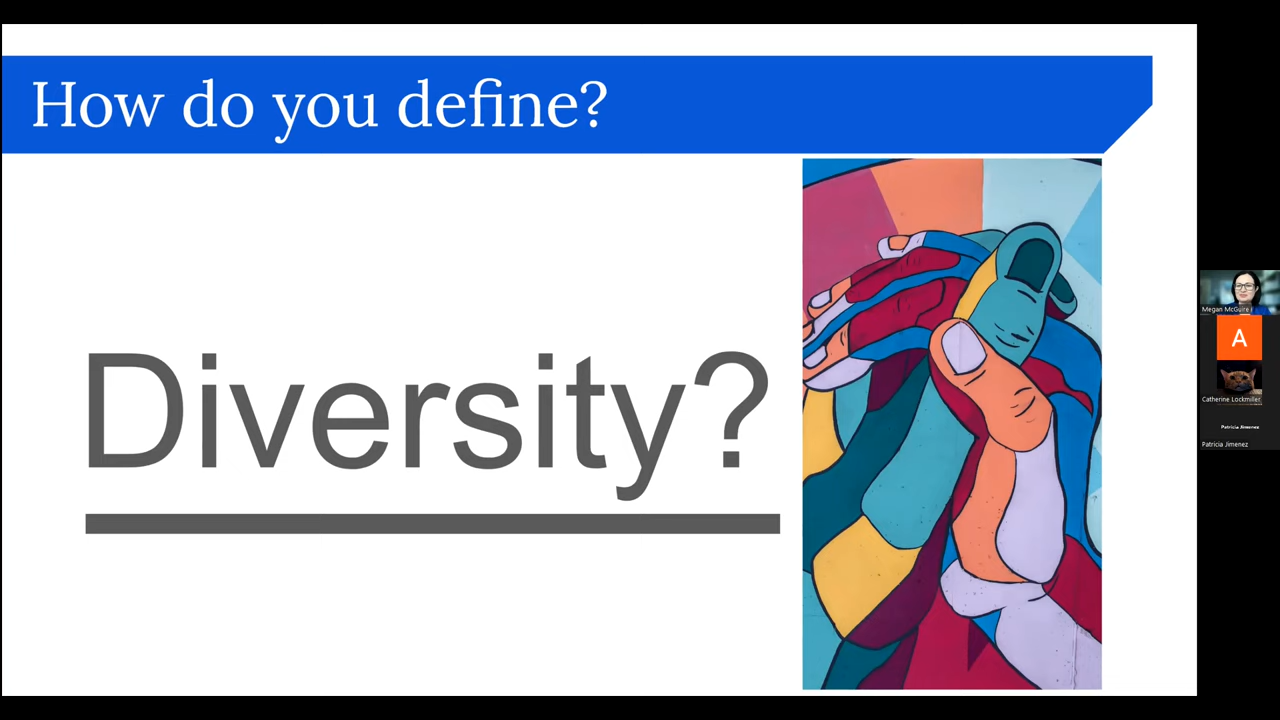 How do you define?
Diversity?
Megan McGuire
A
Catherine Lockmiller
Patricia Jimenez
Patricia Jimenez